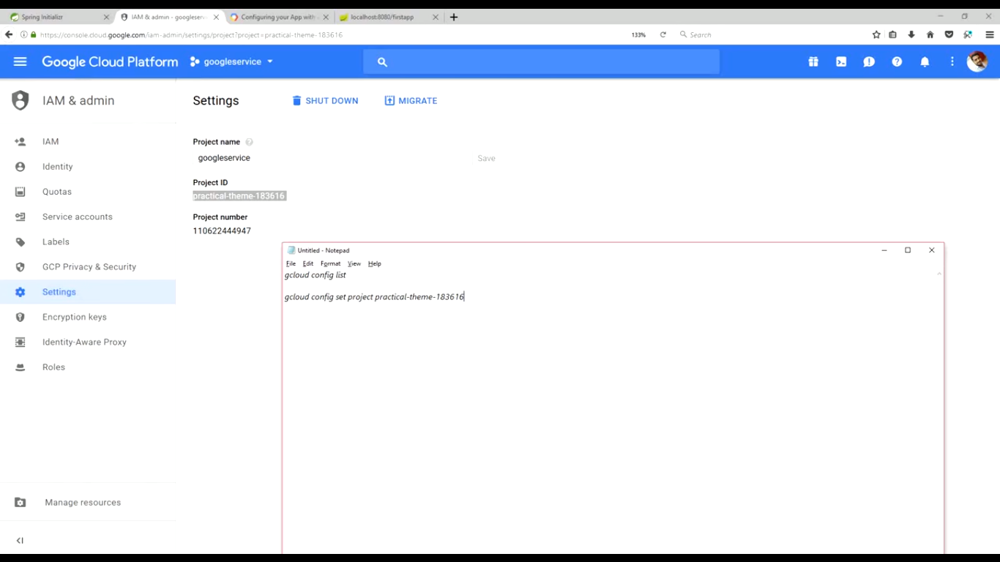 Spring Initializr
IAM & admin - googleservi
Configuring your App with
localhost:8080/firstapp
https://console.cloud.google.com/iam-admin/settings/project?project=practical-theme-183616
133%
Search
Google Cloud Platform
googleservice
IAM & admin
Settings
SHUT DOWN
MIGRATE
IAM
Identity
Quotas
Service accounts
Labels
GCP Privacy & Security
Settings
Encryption keys
Identity-Aware Proxy
Roles
Manage resources
Project name
googleservice
Save
Project ID
practical-theme-183616
Project number
110622444947
Untitled - Notepad
File Edit Format View Help
gcloud config list
gcloud config set project practical-theme-183616